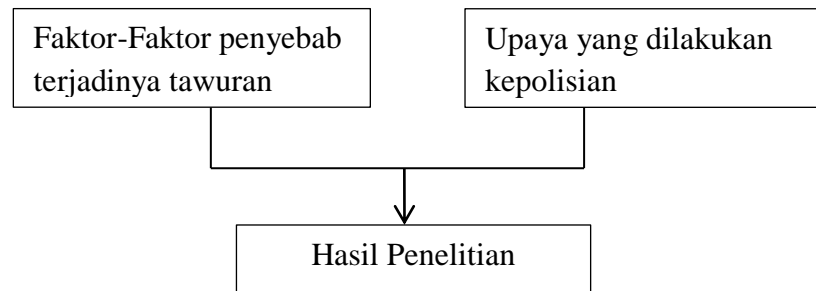 Faktor-Faktor penyebab
terjadinya tawuran
Upaya yang dilakukan
kepolisian
Hasil Penelitian